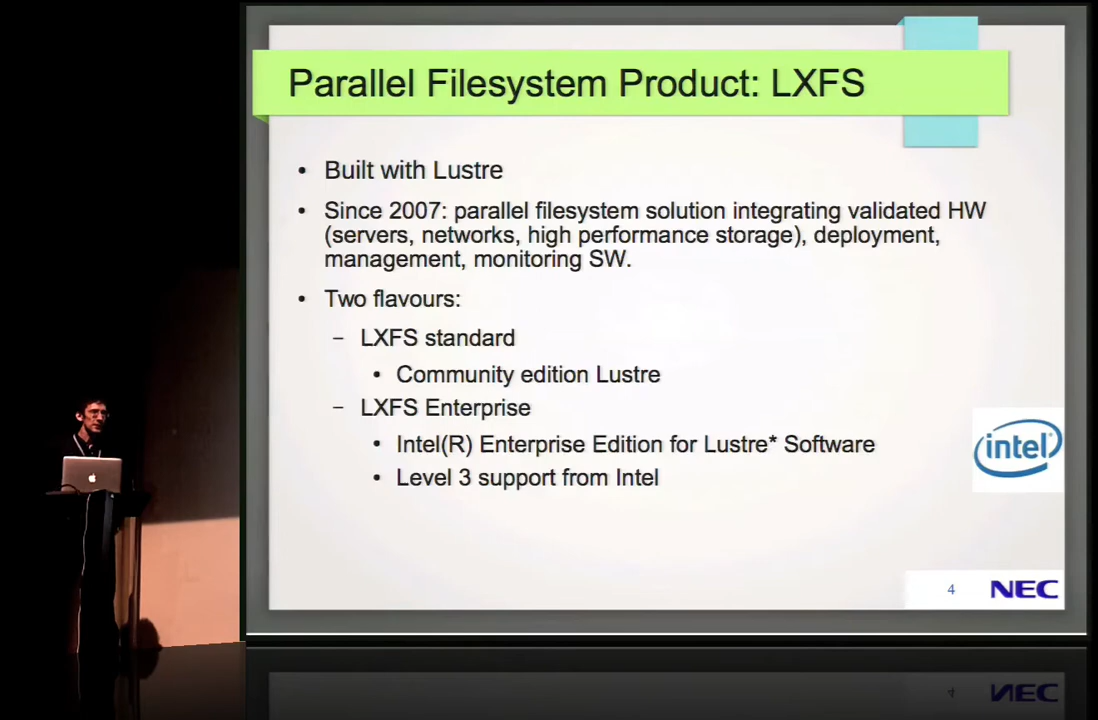 Parallel Filesystem Product: LXFS
• Built with Lustre
• Since 2007: parallel filesystem solution integrating validated HW
(servers, networks, high performance storage), deployment,
management, monitoring SW.
• Two flavours:
– LXFS standard
• Community edition Lustre
– LXFS Enterprise
• Intel(R) Enterprise Edition for Lustre* Software
• Level 3 support from Intel
intel
4 NEC